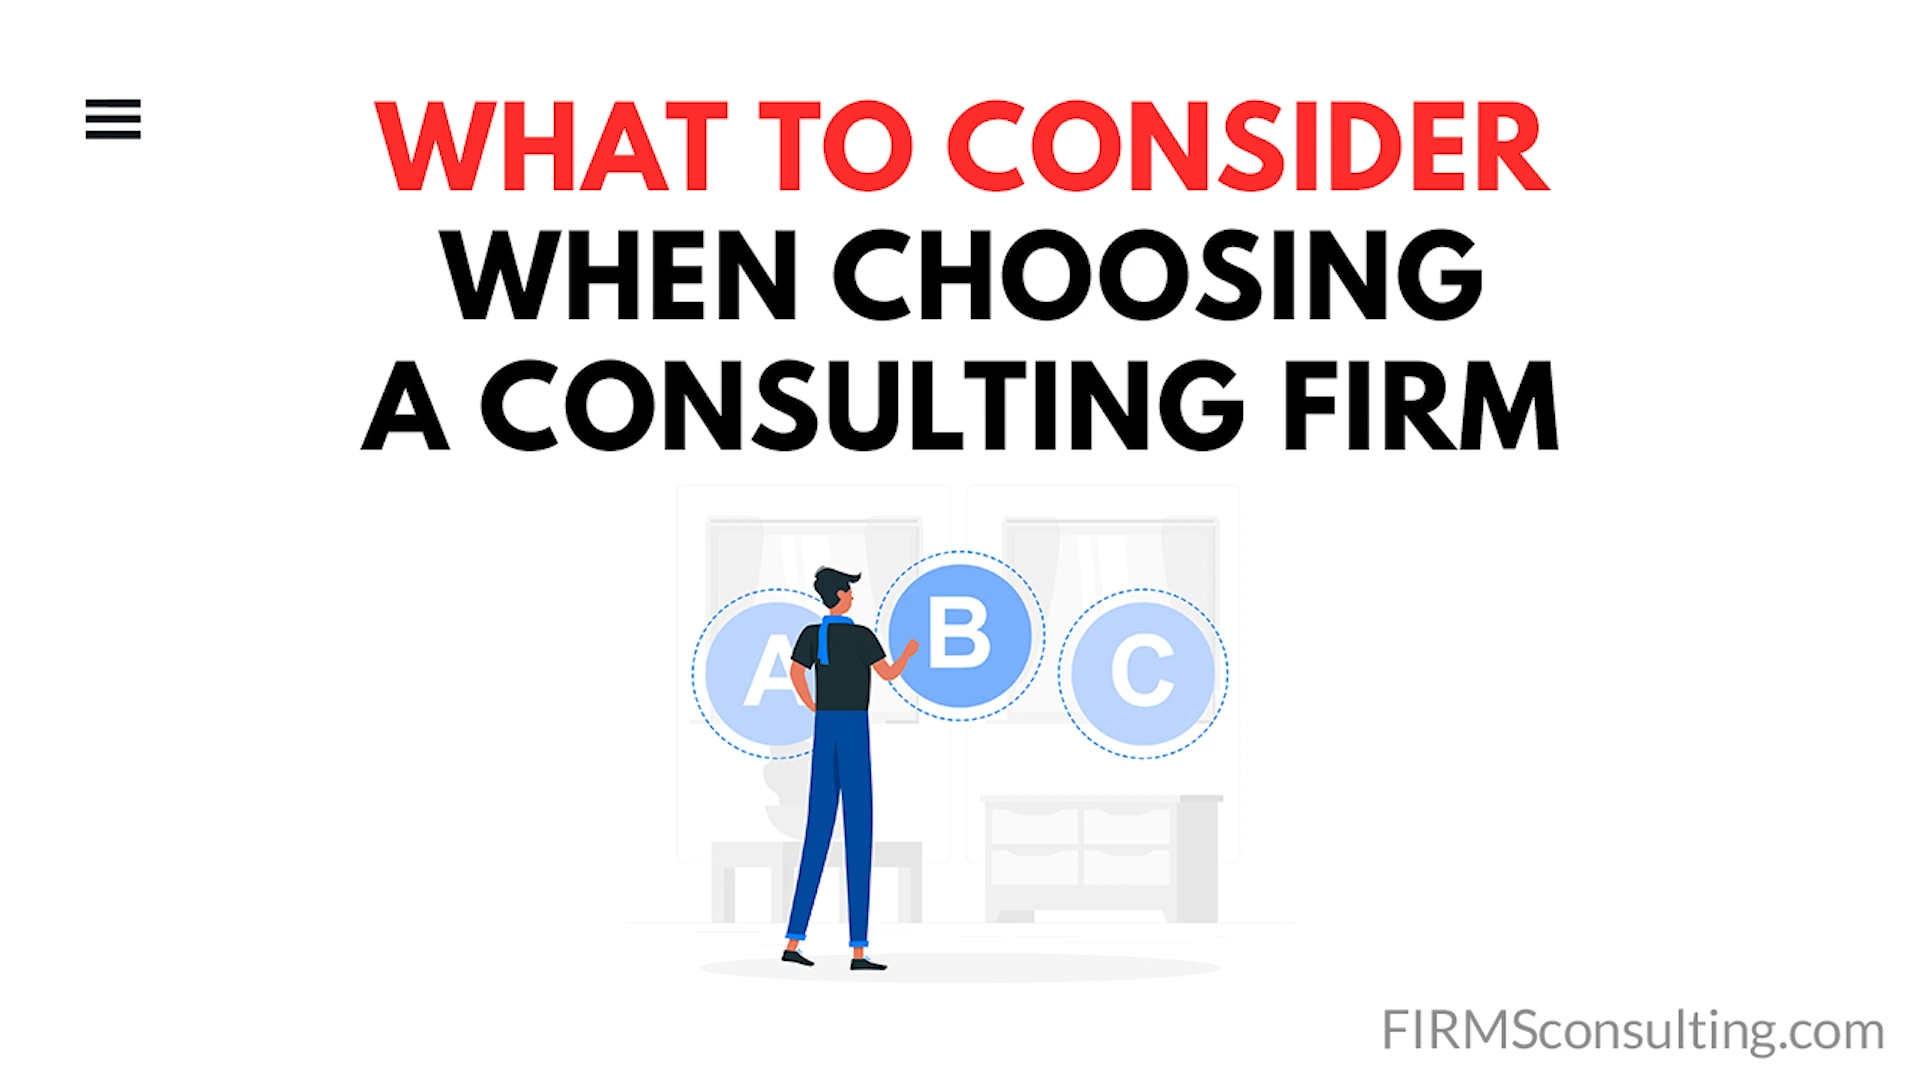 WHAT TO CONSIDER
WHEN CHOOSING
A CONSULTING FIRM
A
B
C
FIRMSconsulting.com